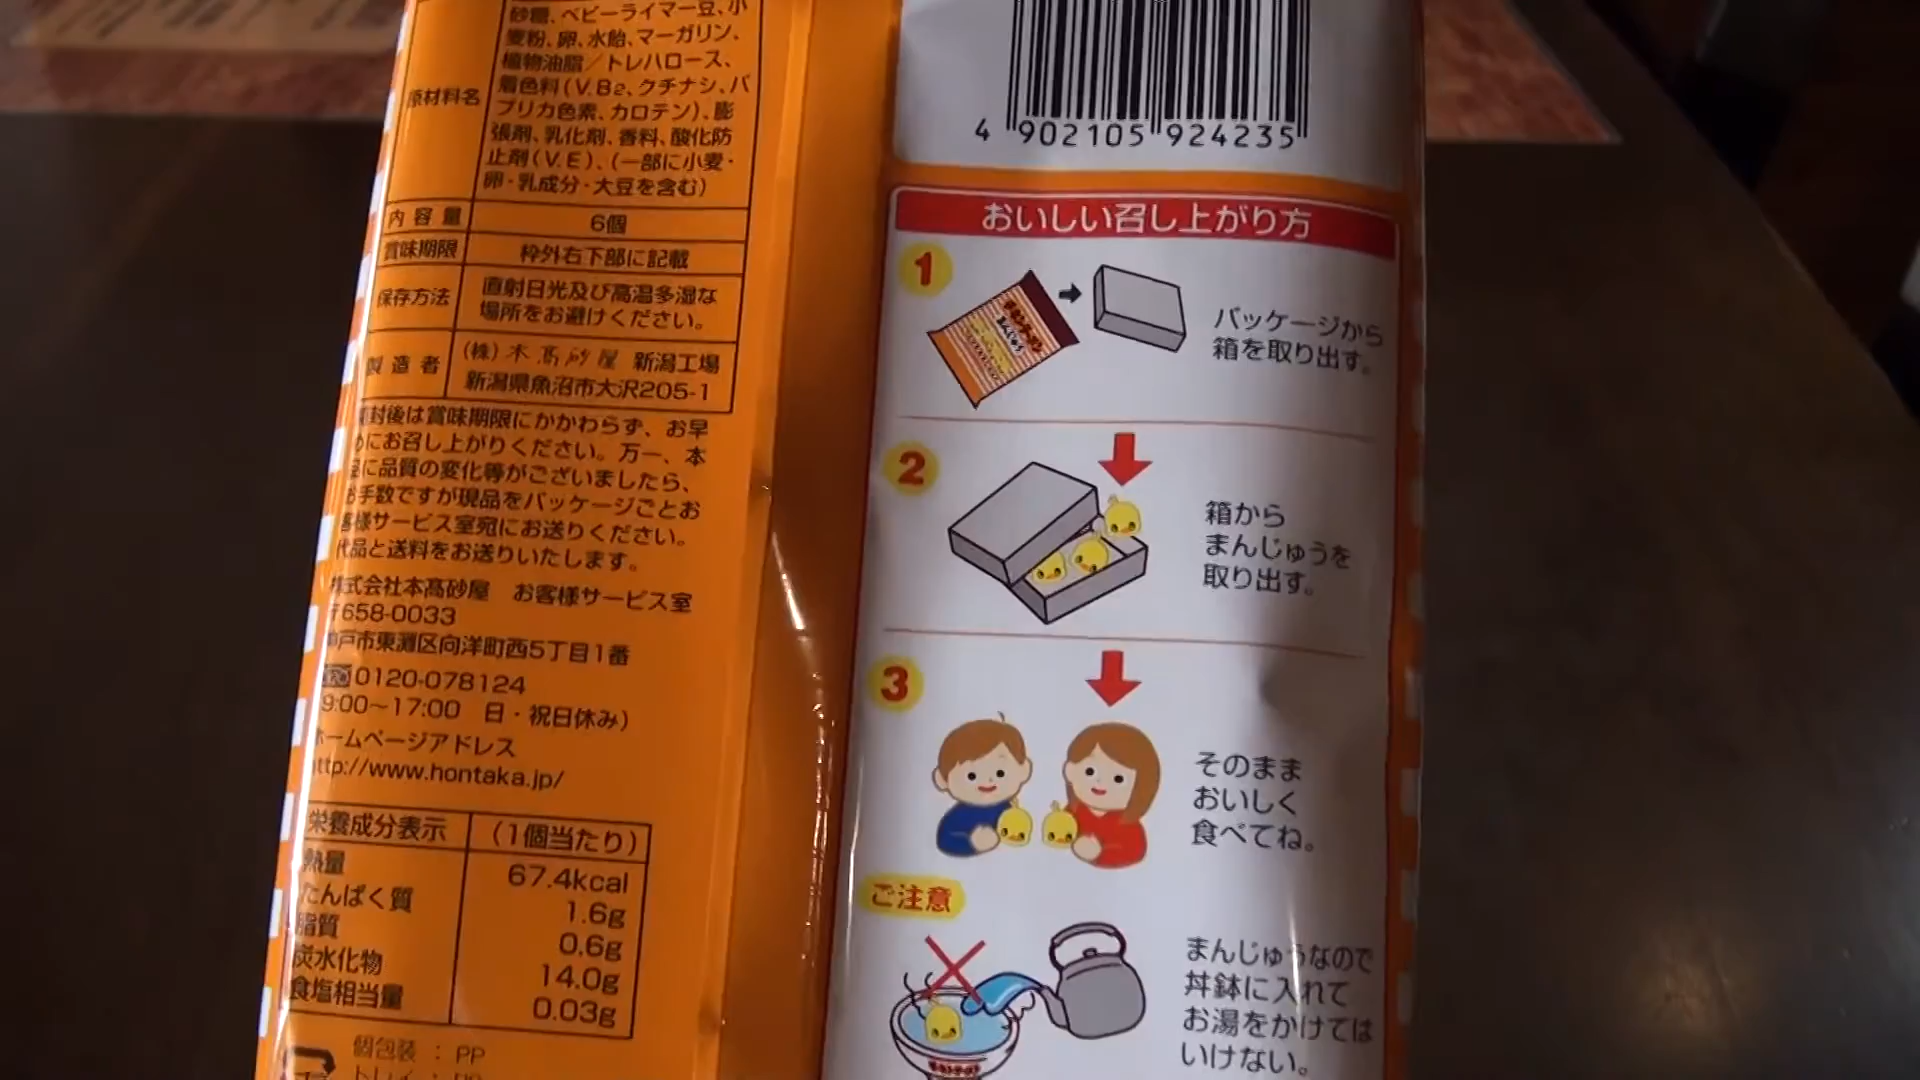 砂糖、ベビーライマー豆、小
麦粉、卵、水飴、マーガリン、
植物油脂／トレハロース、
着色料(V.B₂、クチナシ、パ
プリカ色素、カロテン)、膨
張剤、乳化剤、香料、酸化防
止剤(V.E)、(一部に小麦・
卵・乳成分・大豆を含む)
原材料名
内容量 6個
賞味期限 枠外右下部に記載
保存方法 直射日光及び高温多湿な
場所をお避けください。
製造者 (株)本髙砂屋 新潟工場
新潟県魚沼市大沢205-1
封後は賞味期限にかかわらず、お早
めにお召し上がりください。万一、本
品に品質の変化等がございましたら、
お手数ですが現品をパッケージごとお
客様サービス室宛にお送りください。
代品と送料をお送りいたします。
株式会社本髙砂屋 お客様サービス室
〒658-0033
神戸市東灘区向洋町西5丁目1番
0120-078124
9:00〜17:00 日・祝日休み)
ホームページアドレス
http://www.hontaka.jp/
栄養成分表示 (1個当たり)
熱量 67.4kcal
たんぱく質 1.6g
脂質 0.6g
炭水化物 14.0g
食塩相当量 0.03g
個包装 : PP
トレイ :
4 902105 924235
おいしい召し上がり方
1
チキンラーメン
まんじゅう
パッケージから
箱を取り出す。
2
箱から
まんじゅうを
取り出す。
3
そのまま
おいしく
食べてね。
ご注意
まんじゅうなので
丼鉢に入れて
お湯をかけては
いけない。